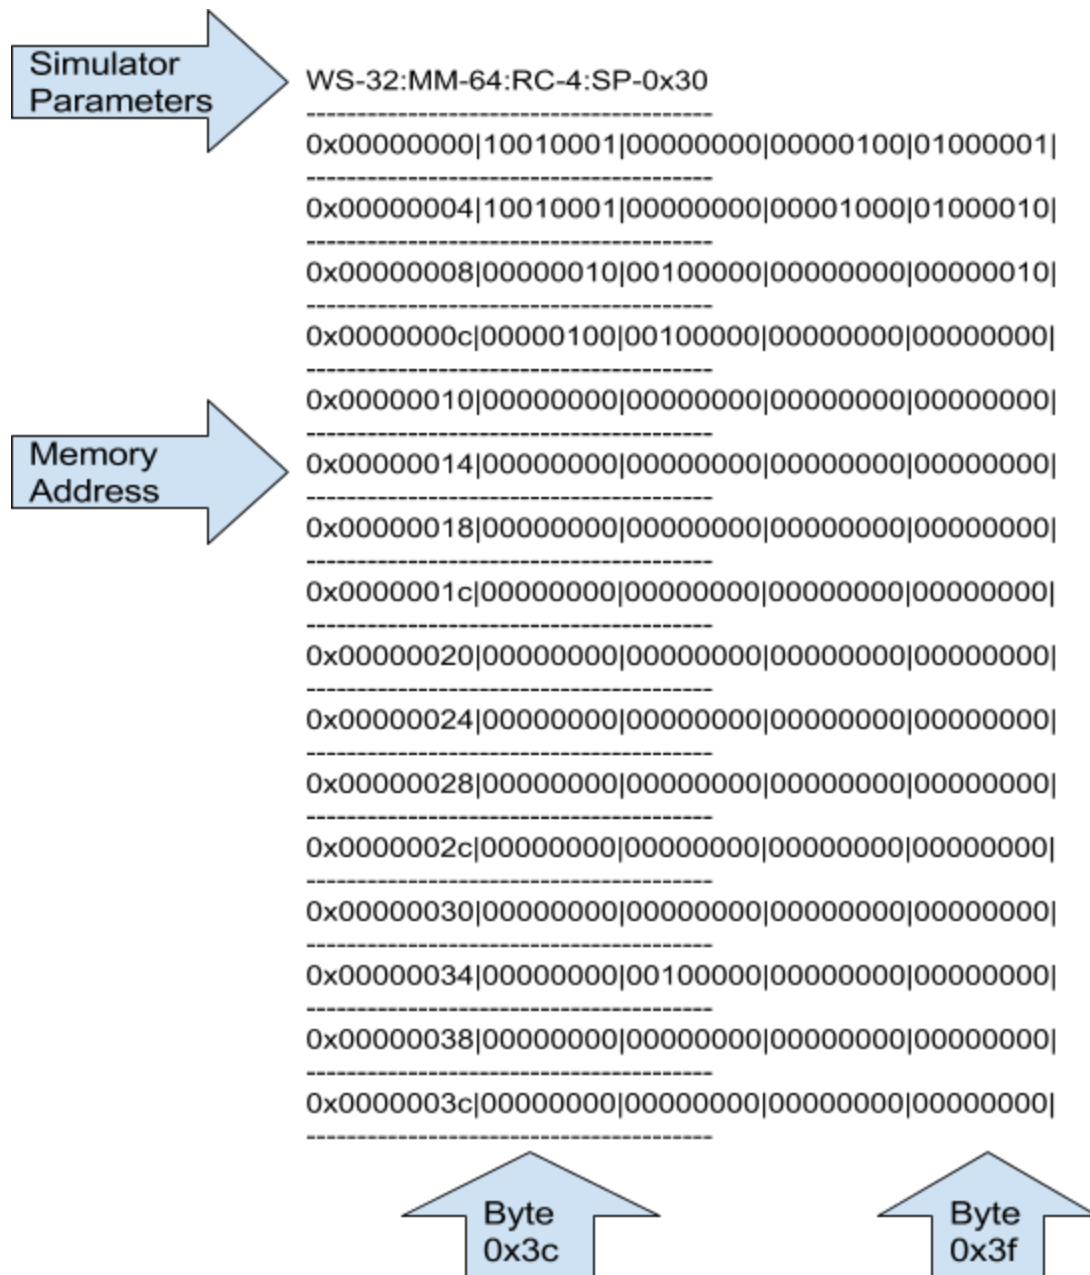 Simulator
Parameters
WS-32:MM-64:RC-4:SP-0x30
-----------------------------------------
0x00000000|10010001|00000000|00000100|01000001|
-----------------------------------------
0x00000004|10010001|00000000|00001000|01000010|
-----------------------------------------
0x00000008|00000010|00100000|00000000|00000010|
-----------------------------------------
0x0000000c|00000100|00100000|00000000|00000000|
-----------------------------------------
0x00000010|00000000|00000000|00000000|00000000|
-----------------------------------------
Memory
Address
0x00000014|00000000|00000000|00000000|00000000|
-----------------------------------------
0x00000018|00000000|00000000|00000000|00000000|
-----------------------------------------
0x0000001c|00000000|00000000|00000000|00000000|
-----------------------------------------
0x00000020|00000000|00000000|00000000|00000000|
-----------------------------------------
0x00000024|00000000|00000000|00000000|00000000|
-----------------------------------------
0x00000028|00000000|00000000|00000000|00000000|
-----------------------------------------
0x0000002c|00000000|00000000|00000000|00000000|
-----------------------------------------
0x00000030|00000000|00000000|00000000|00000000|
-----------------------------------------
0x00000034|00000000|00100000|00000000|00000000|
-----------------------------------------
0x00000038|00000000|00000000|00000000|00000000|
-----------------------------------------
0x0000003c|00000000|00000000|00000000|00000000|
-----------------------------------------
Byte
0x3c
Byte
0x3f